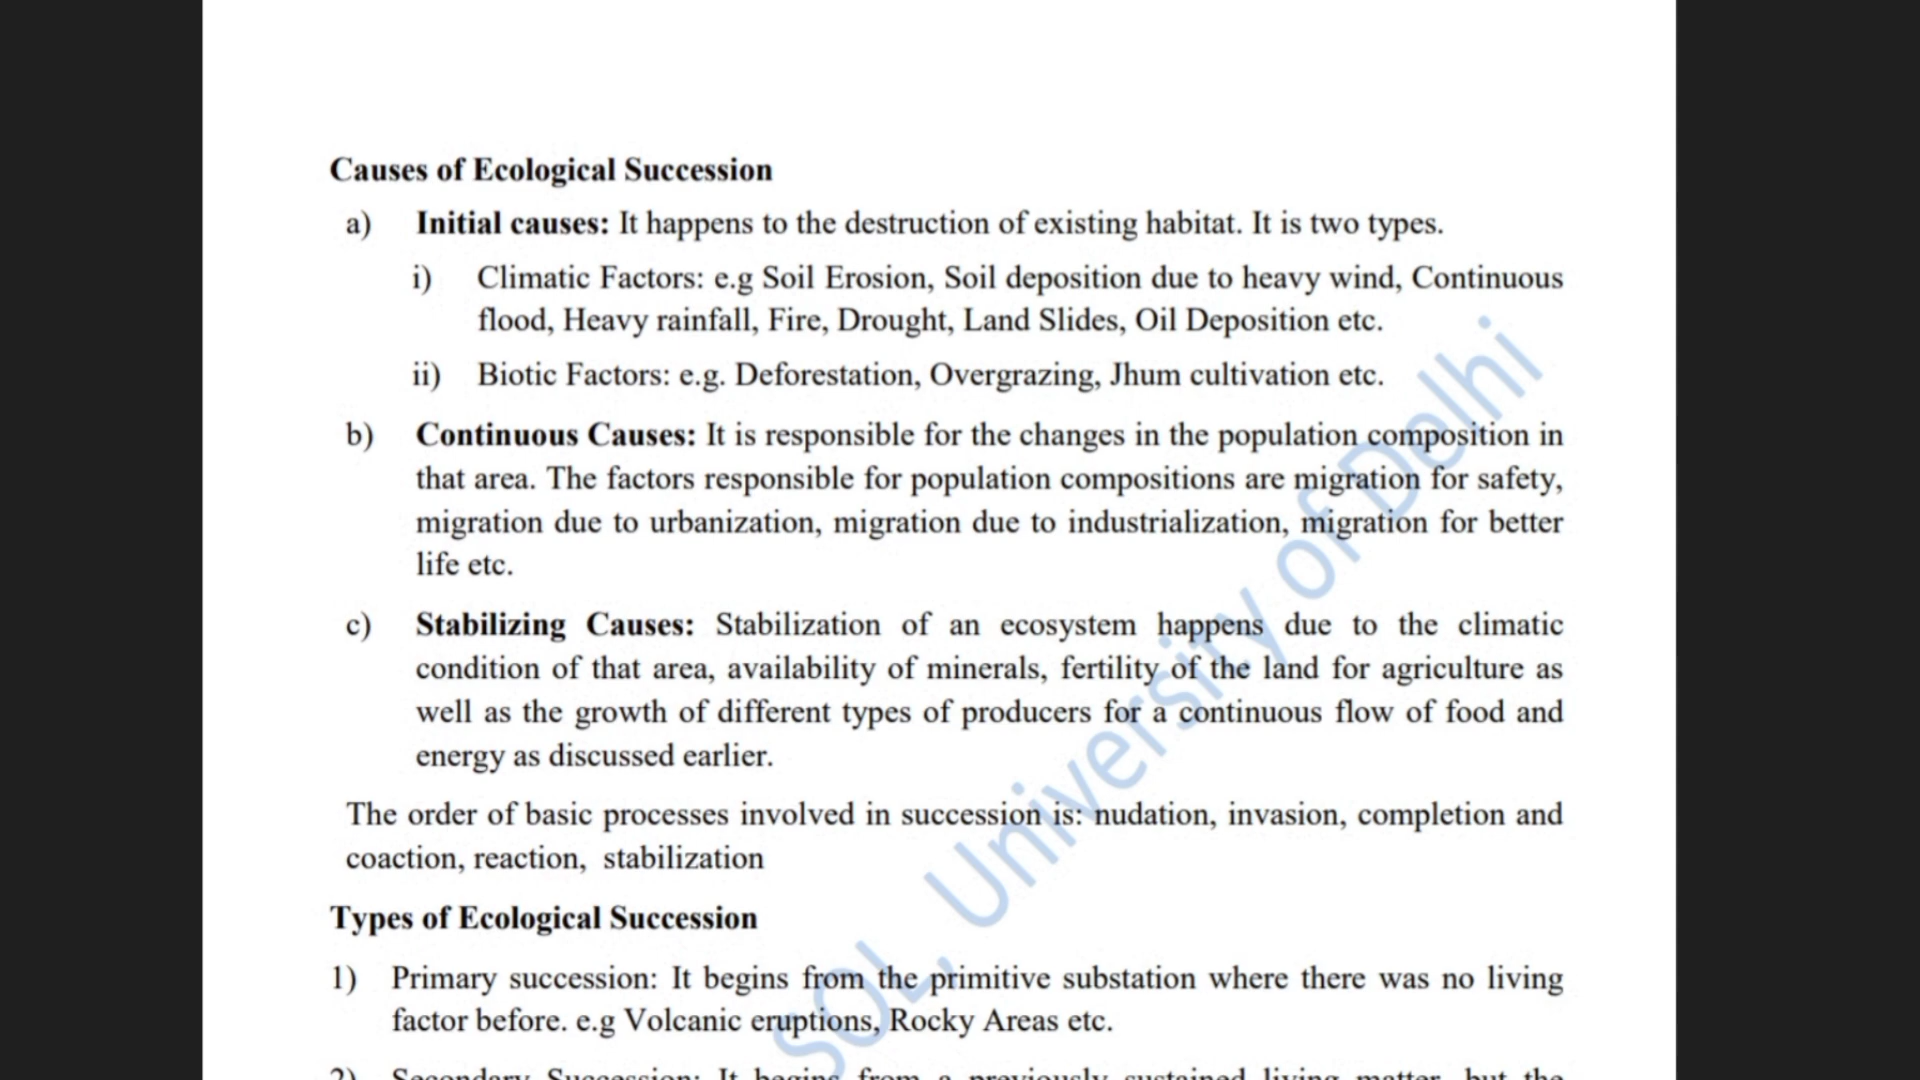 Causes of Ecological Succession
a) Initial causes: It happens to the destruction of existing habitat. It is two types.
i) Climatic Factors: e.g Soil Erosion, Soil deposition due to heavy wind, Continuous
flood, Heavy rainfall, Fire, Drought, Land Slides, Oil Deposition etc.
ii) Biotic Factors: e.g. Deforestation, Overgrazing, Jhum cultivation etc.
b) Continuous Causes: It is responsible for the changes in the population composition in
that area. The factors responsible for population compositions are migration for safety,
migration due to urbanization, migration due to industrialization, migration for better
life etc.
c) Stabilizing Causes: Stabilization of an ecosystem happens due to the climatic
condition of that area, availability of minerals, fertility of the land for agriculture as
well as the growth of different types of producers for a continuous flow of food and
energy as discussed earlier.
The order of basic processes involved in succession is: nudation, invasion, completion and
coaction, reaction, stabilization
Types of Ecological Succession
1) Primary succession: It begins from the primitive substation where there was no living
factor before. e.g Volcanic eruptions, Rocky Areas etc.
2) Secondary Succession: It begins from a previously sustained living matter, but the
SOL, University of Delhi